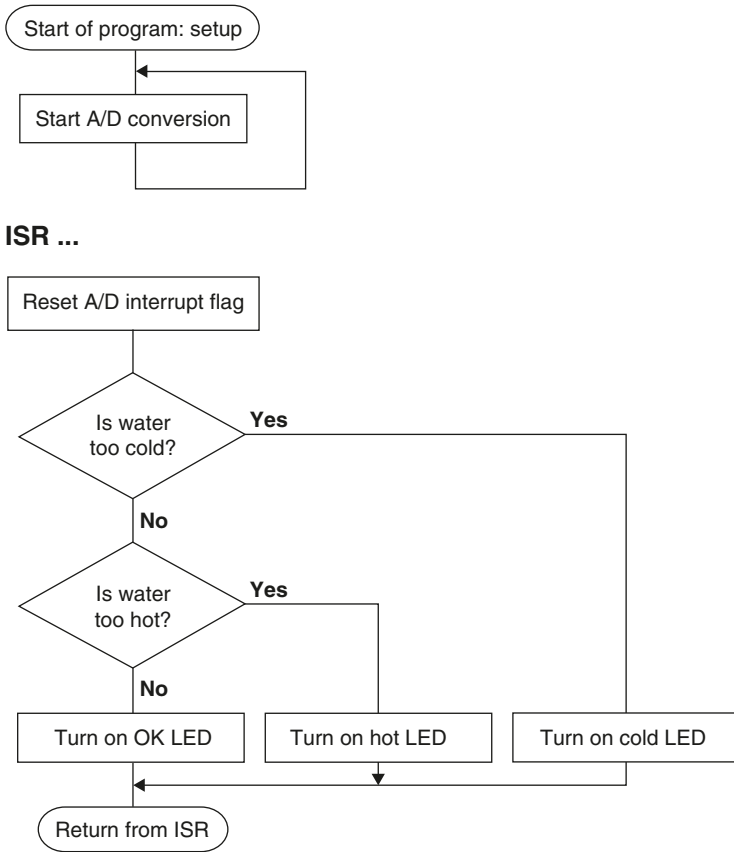 Start of program: setup
Start A/D conversion
ISR ...
Reset A/D interrupt flag
Is water
too cold?
Yes
No
Is water
too hot?
Yes
No
Turn on OK LED
Turn on hot LED
Turn on cold LED
Return from ISR